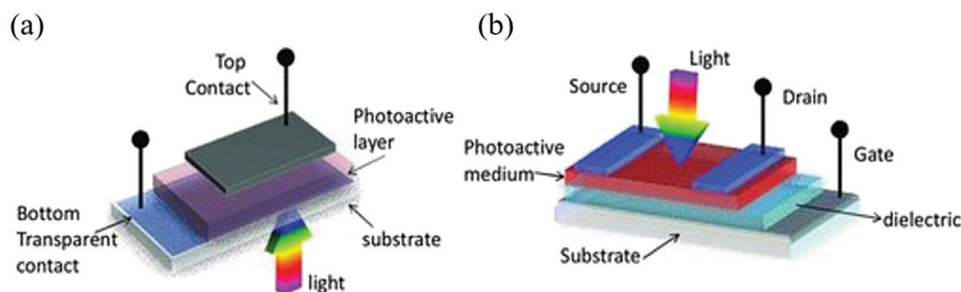 (a)
Top
Contact
Photoactive
layer
Bottom
Transparent
contact
substrate
light
(b)
Light
Source
Drain
Photoactive
medium
Gate
dielectric
Substrate